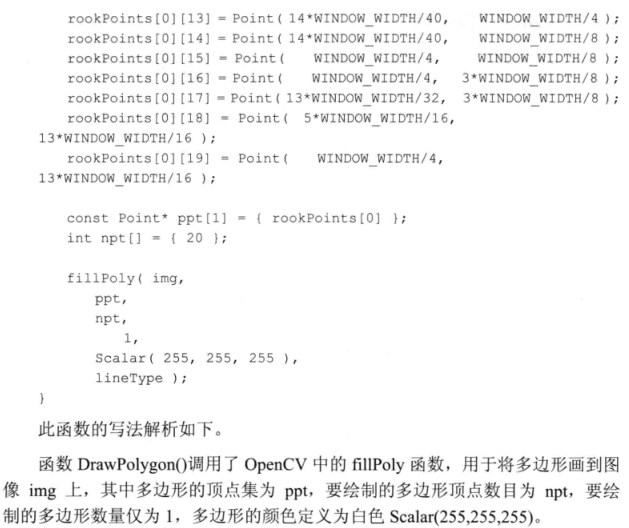 rookPoints[0][13] = Point( 14*WINDOW_WIDTH/40, WINDOW_WIDTH/4 );
rookPoints[0][14] = Point( 14*WINDOW_WIDTH/40, WINDOW_WIDTH/8 );
rookPoints[0][15] = Point( WINDOW_WIDTH/4, WINDOW_WIDTH/8 );
rookPoints[0][16] = Point( WINDOW_WIDTH/4, 3*WINDOW_WIDTH/8 );
rookPoints[0][17] = Point( 13*WINDOW_WIDTH/32, 3*WINDOW_WIDTH/8 );
rookPoints[0][18] = Point( 5*WINDOW_WIDTH/16,
13*WINDOW_WIDTH/16 );
rookPoints[0][19] = Point( WINDOW_WIDTH/4,
13*WINDOW_WIDTH/16 );
const Point* ppt[1] = { rookPoints[0] };
int npt[] = { 20 };
fillPoly( img,
ppt,
npt,
1,
Scalar( 255, 255, 255 ),
lineType );
}
此函数的写法解析如下。
函数 DrawPolygon()调用了 OpenCV 中的 fillPoly 函数，用于将多边形画到图
像 img 上，其中多边形的顶点集为 ppt，要绘制的多边形顶点数目为 npt，要绘
制的多边形数量仅为 1，多边形的颜色定义为白色 Scalar(255,255,255)。